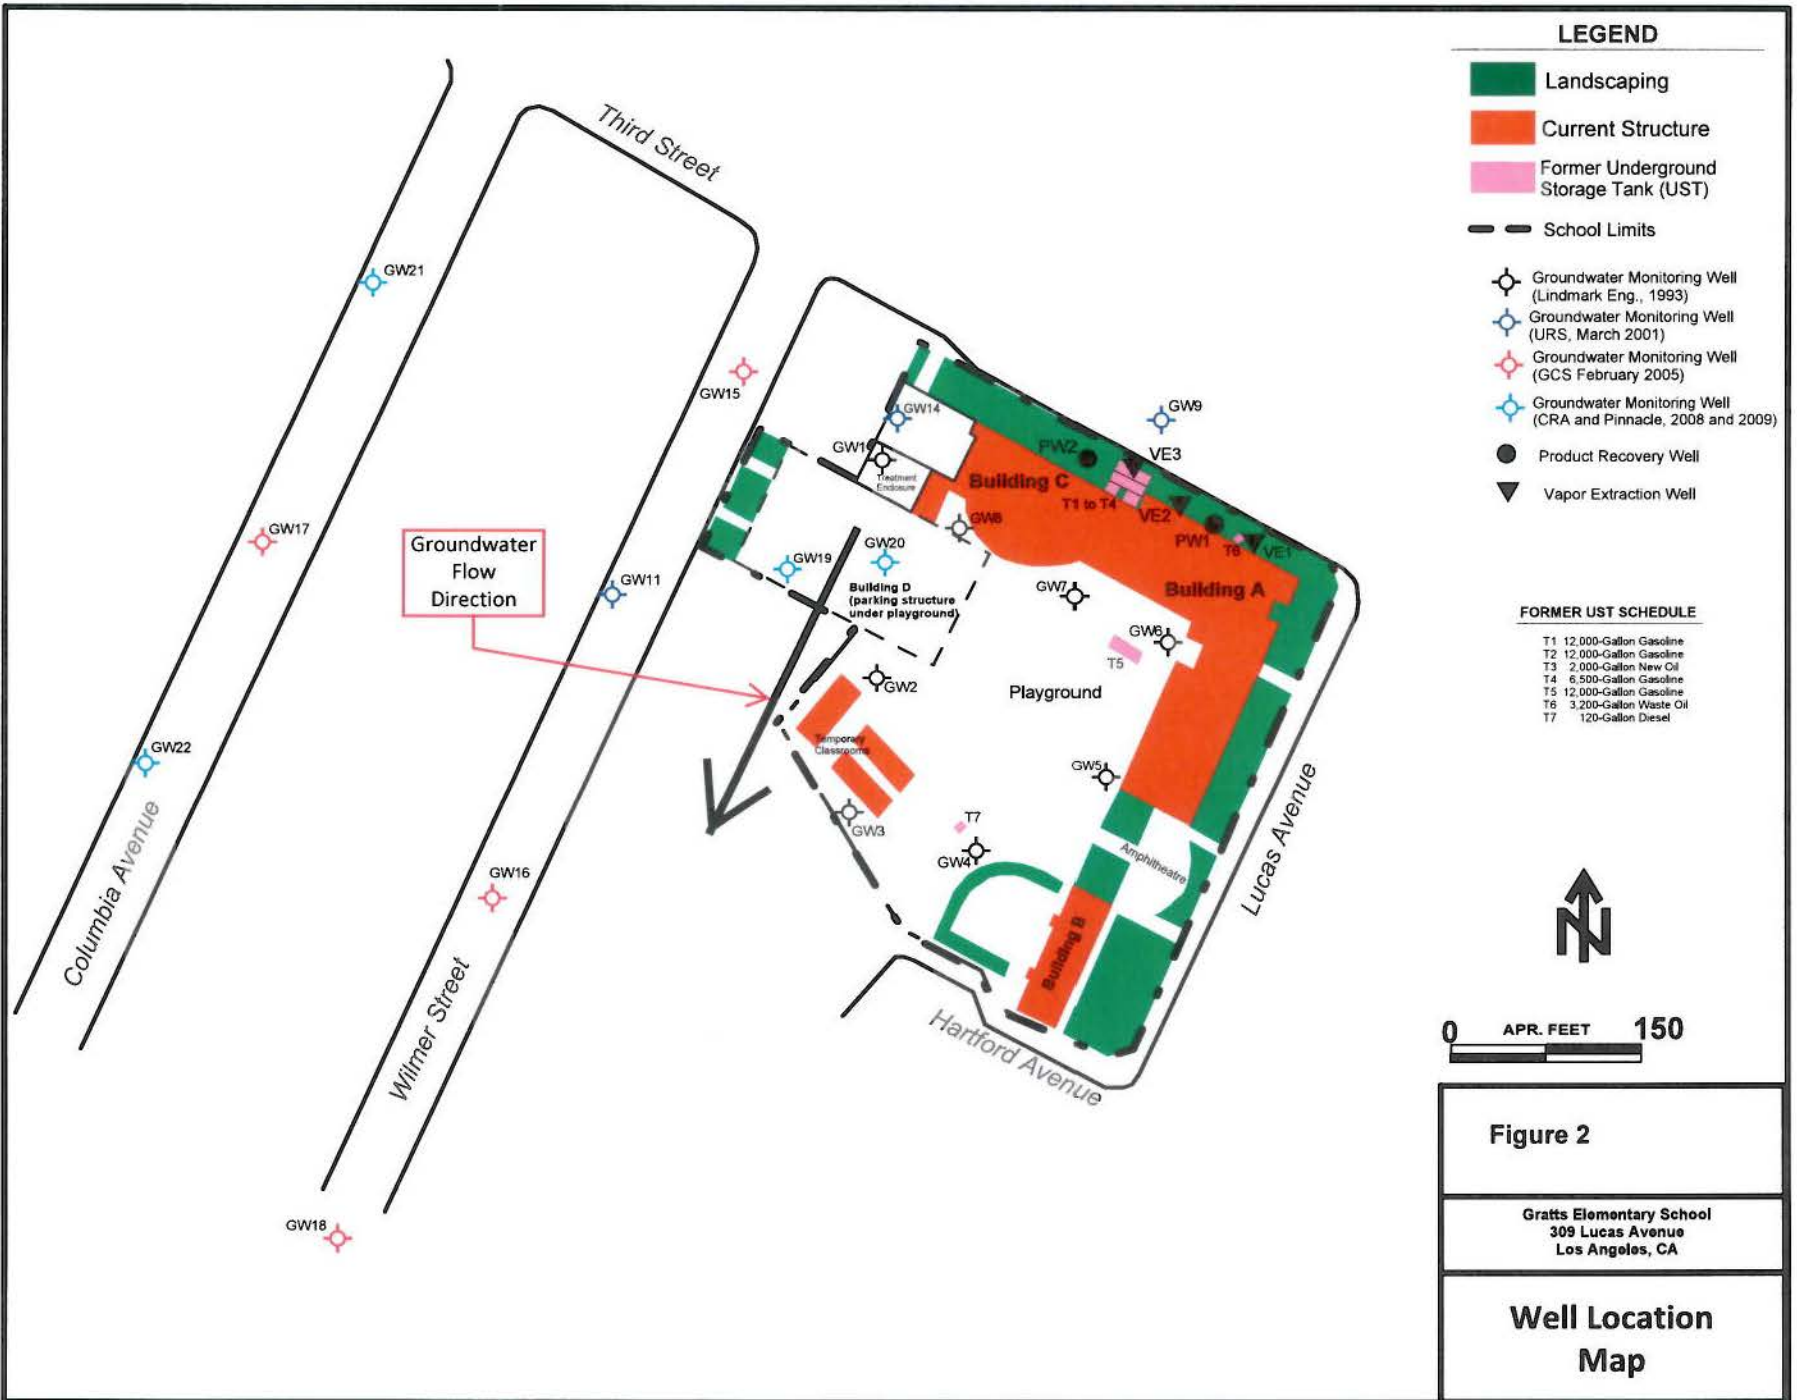 LEGEND
Landscaping
Current Structure
Former Underground
Storage Tank (UST)
School Limits
Groundwater Monitoring Well
(Lindmark Eng., 1993)
Groundwater Monitoring Well
(URS, March 2001)
Groundwater Monitoring Well
(GCS February 2005)
Groundwater Monitoring Well
(CRA and Pinnacle, 2008 and 2009)
Product Recovery Well
Vapor Extraction Well
FORMER UST SCHEDULE
T1 12,000-Gallon Gasoline
T2 12,000-Gallon Gasoline
T3 2,000-Gallon New Oil
T4 6,500-Gallon Gasoline
T5 12,000-Gallon Gasoline
T6 3,200-Gallon Waste Oil
T7 120-Gallon Diesel
Third Street
GW21
GW15
GW14
GW9
GW1
PW2
VE3
Treatment
Enclosure
Building C
T1 to T4
VE2
GW8
PW1
T6
VE1
GW17
Groundwater
Flow
Direction
GW20
GW19
GW11
Building D
(parking structure
under playground)
GW7
Building A
GW6
T5
GW2
Playground
Temporary
Classrooms
GW22
GW5
GW3
T7
GW4
Amphitheatre
Lucas Avenue
Columbia Avenue
GW16
Building B
Wilmer Street
Hartford Avenue
GW18
N
0 APR. FEET 150
Figure 2
Gratts Elementary School
309 Lucas Avenue
Los Angeles, CA
Well Location
Map